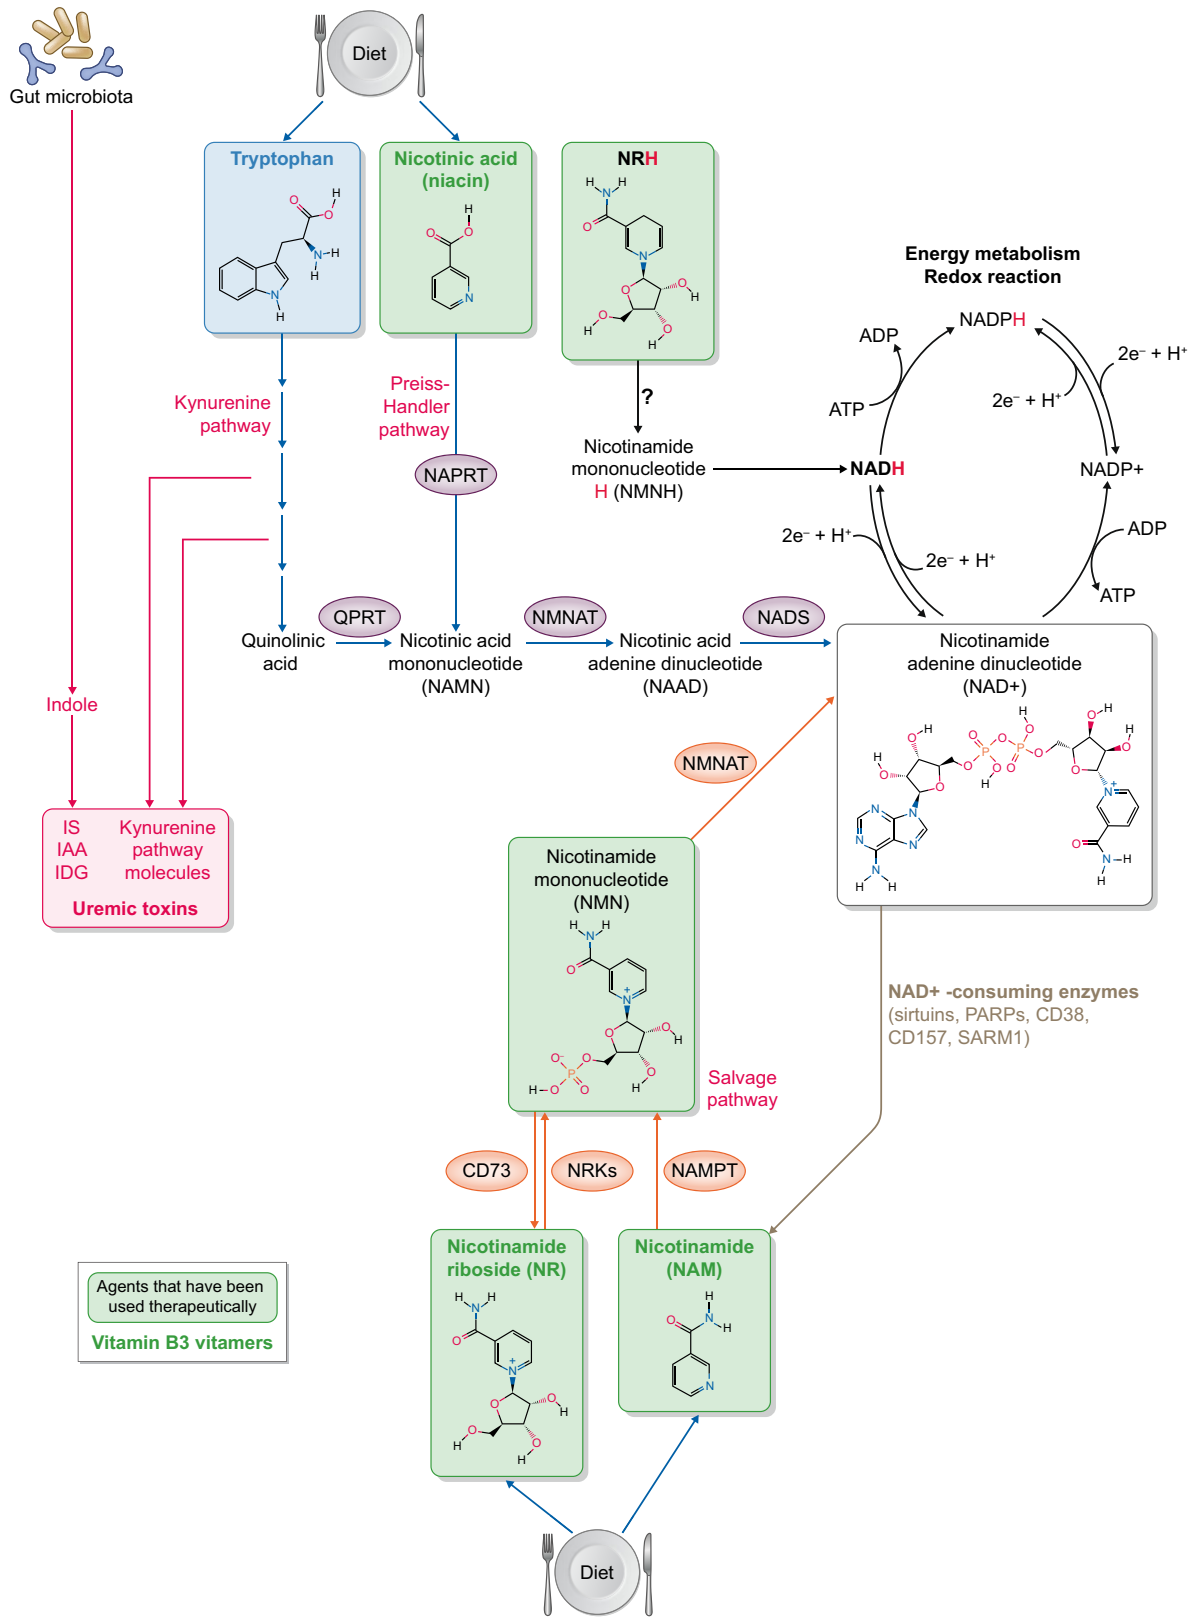 Gut microbiota
Diet
Tryptophan
Nicotinic acid
(niacin)
NRH
Energy metabolism
Redox reaction
NADPH
ADP
ATP
2e– + H+
2e– + H+
NADH
NADP+
2e– + H+
2e– + H+
ADP
ATP
Kynurenine
pathway
Preiss-
Handler
pathway
NAPRT
?
Nicotinamide
mononucleotide
H (NMNH)
Quinolinic
acid
QPRT
Nicotinic acid
mononucleotide
(NAMN)
NMNAT
Nicotinic acid
adenine dinucleotide
(NAAD)
NADS
Nicotinamide
adenine dinucleotide
(NAD+)
Indole
IS
IAA
IDG
Kynurenine
pathway
molecules
Uremic toxins
NMNAT
Nicotinamide
mononucleotide
(NMN)
NAD+ -consuming enzymes
(sirtuins, PARPs, CD38,
CD157, SARM1)
Salvage
pathway
CD73
NRKs
NAMPT
Nicotinamide
riboside (NR)
Nicotinamide
(NAM)
Agents that have been
used therapeutically
Vitamin B3 vitamers
Diet